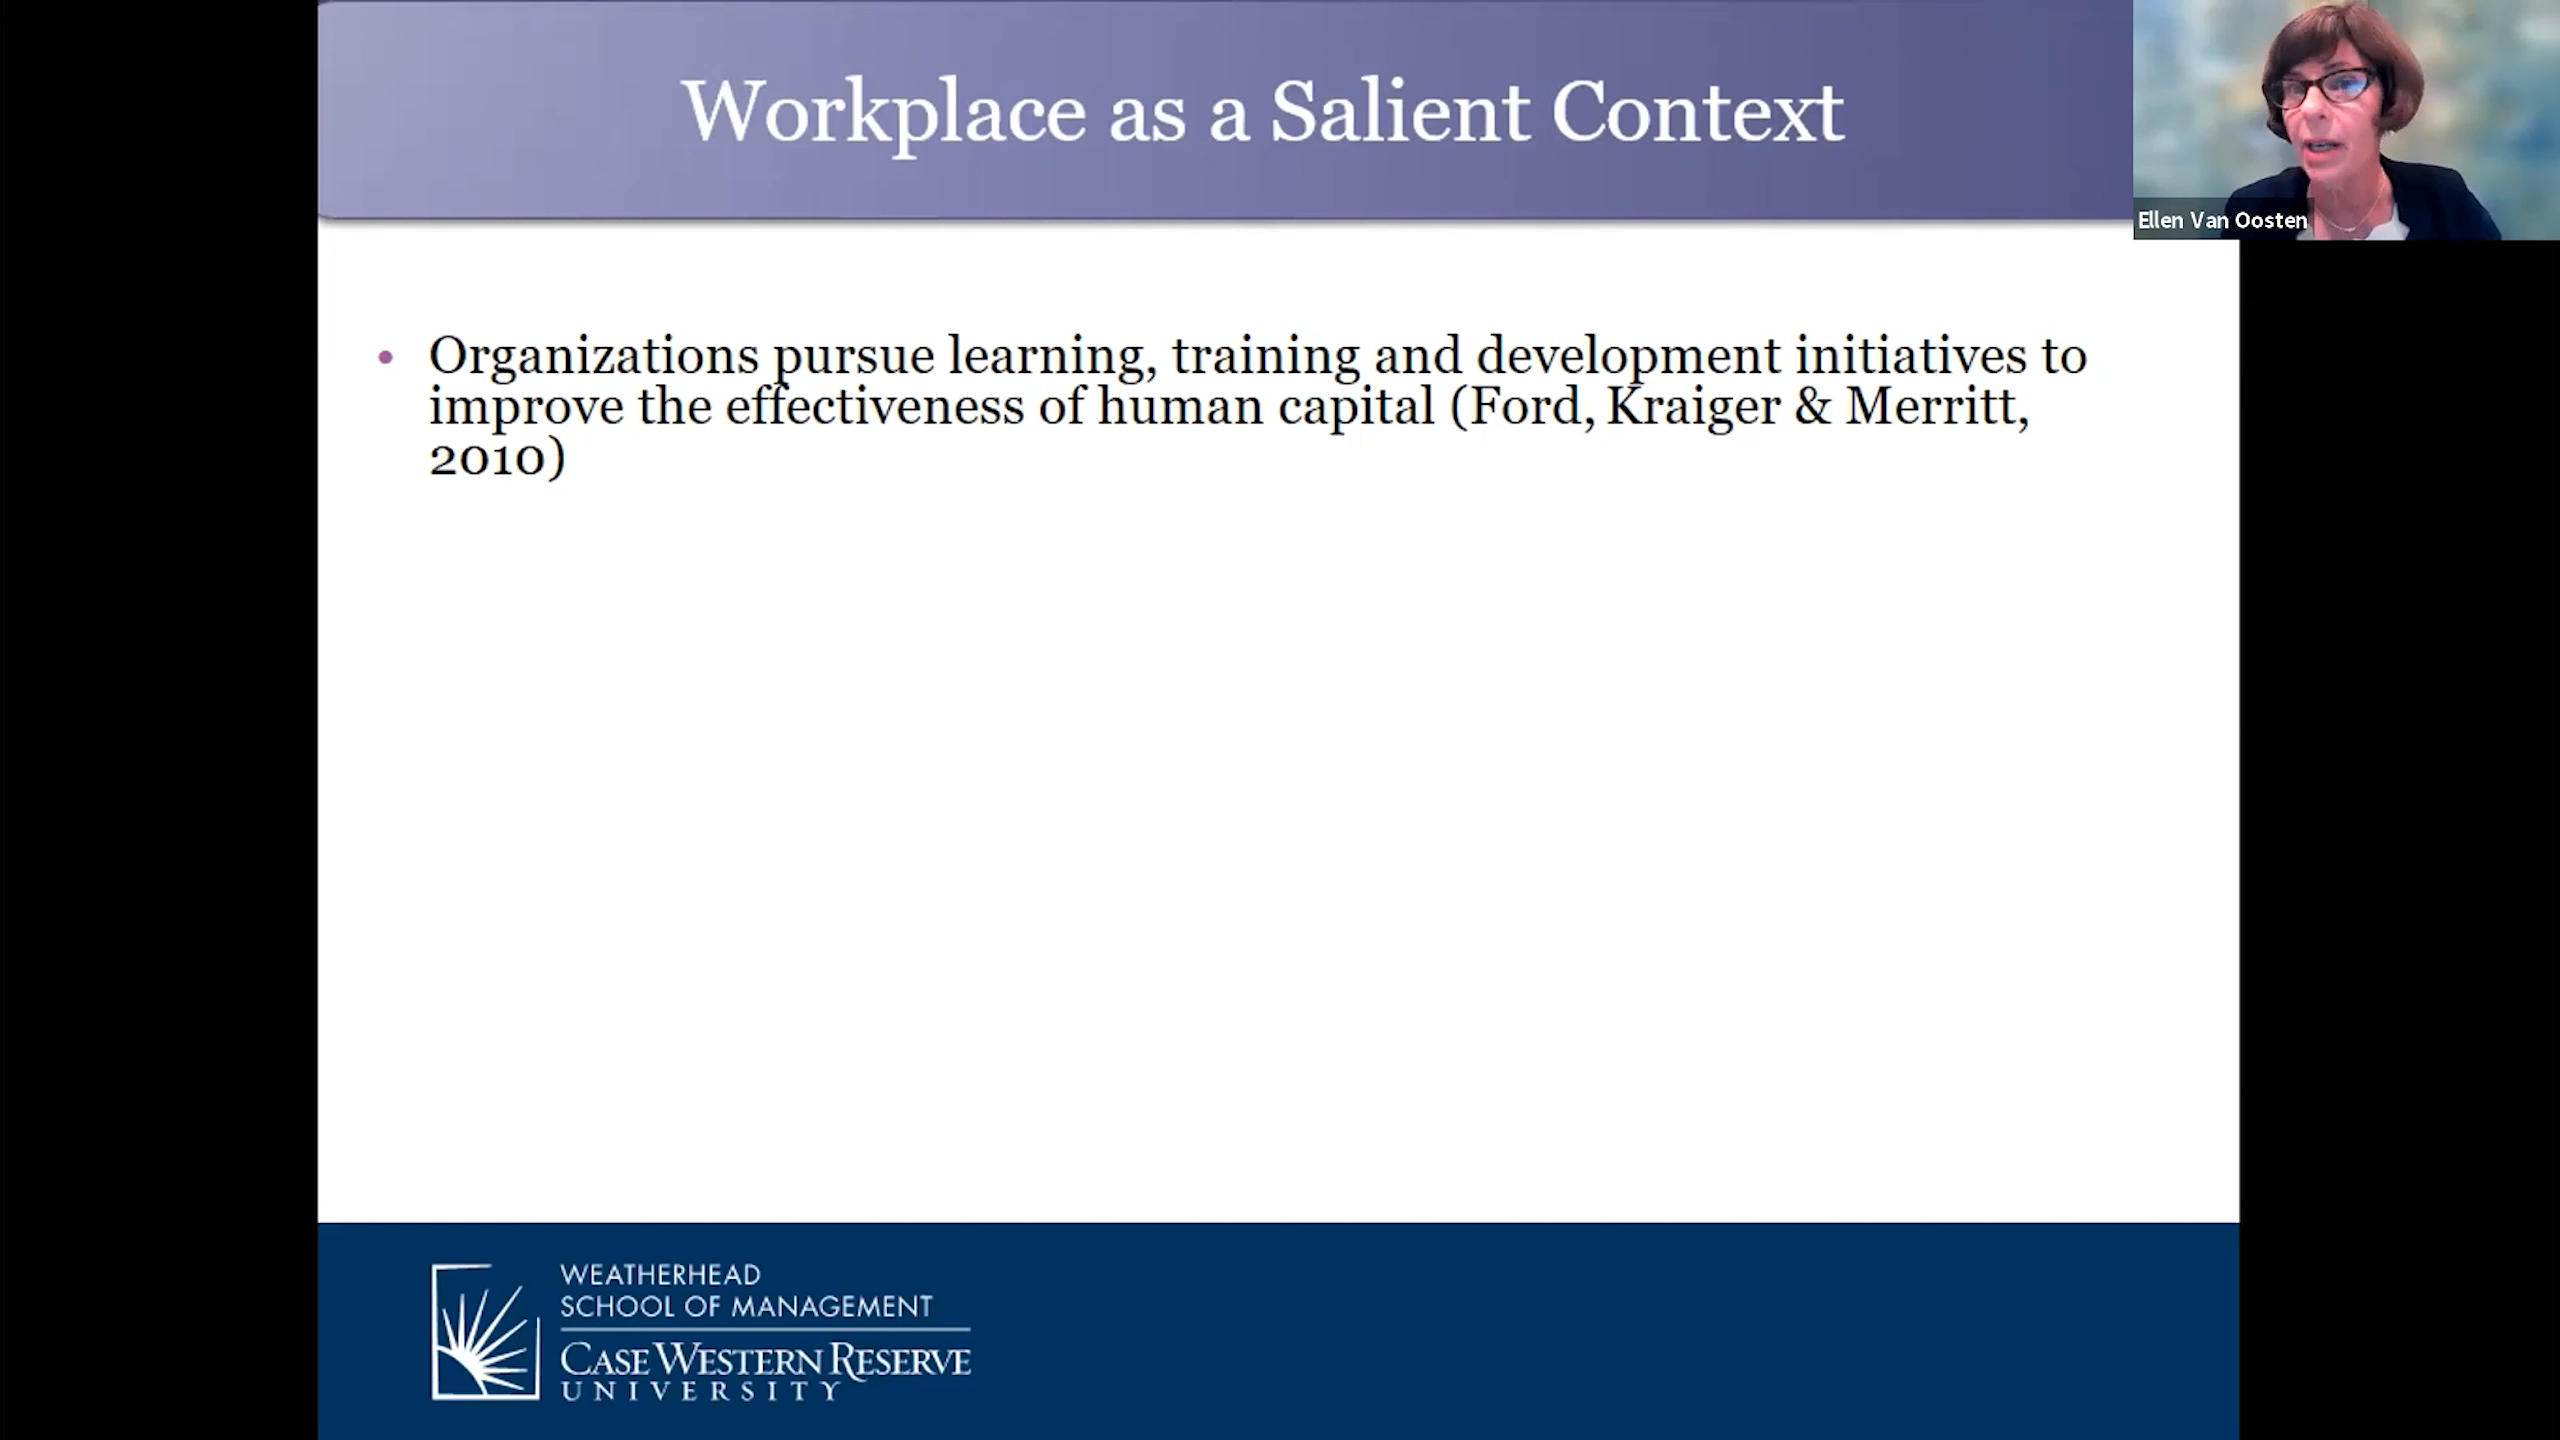 Workplace as a Salient Context
Ellen Van Oosten
• Organizations pursue learning, training and development initiatives to
improve the effectiveness of human capital (Ford, Kraiger & Merritt,
2010)
WEATHERHEAD
SCHOOL OF MANAGEMENT
CASE WESTERN RESERVE
UNIVERSITY